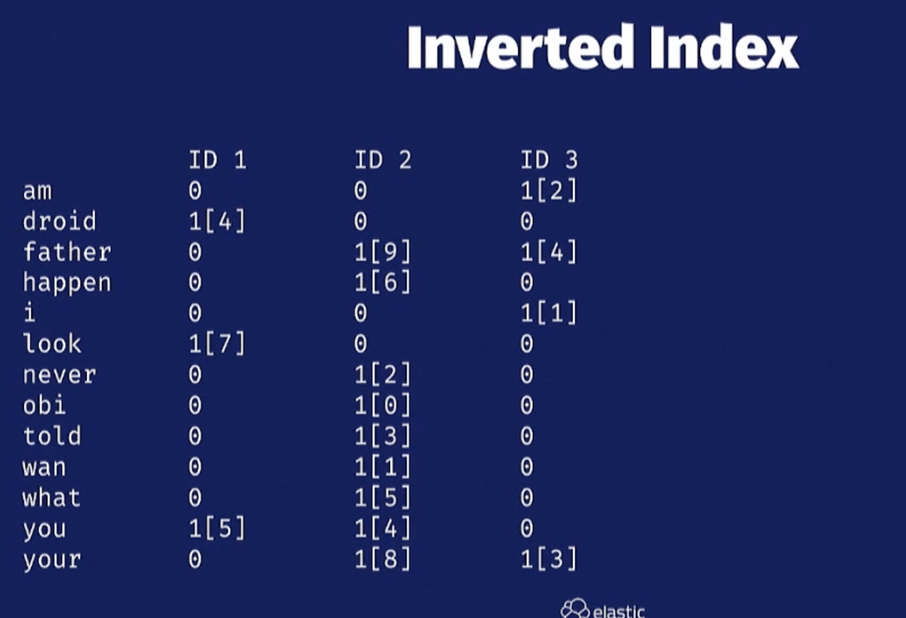 Inverted Index
ID 1 ID 2 ID 3
am 0 0 1[2]
droid 1[4] 0 0
father 0 1[9] 1[4]
happen 0 1[6] 0
i 0 0 1[1]
look 1[7] 0 0
never 0 1[2] 0
obi 0 1[0] 0
told 0 1[3] 0
wan 0 1[1] 0
what 0 1[5] 0
you 1[5] 1[4] 0
your 0 1[8] 1[3]
elastic